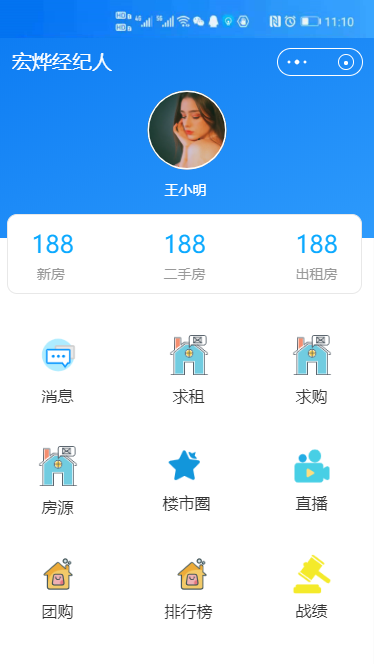 11:10
宏烨经纪人
王小明
188 188 188
新房 二手房 出租房
消息 求租 求购
房源 楼市圈 直播
团购 排行榜 战绩